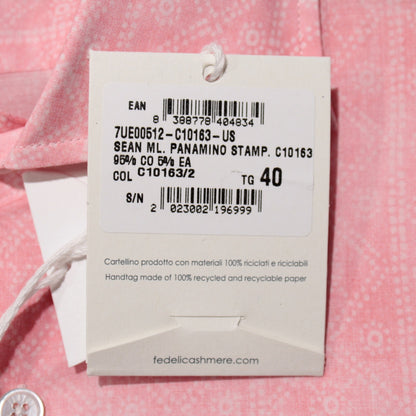 EAN
8 388778 404834
7UE00512-C10163-US
SEAN ML. PANAMINO STAMP. C10163
95% CO 5% EA
COL C10163/2 TG 40
S/N
2 023002 196999
Cartellino prodotto con materiali 100% riciclati e riciclabili
Handtag made of 100% recycled and recyclable paper
fedelicashmere.com